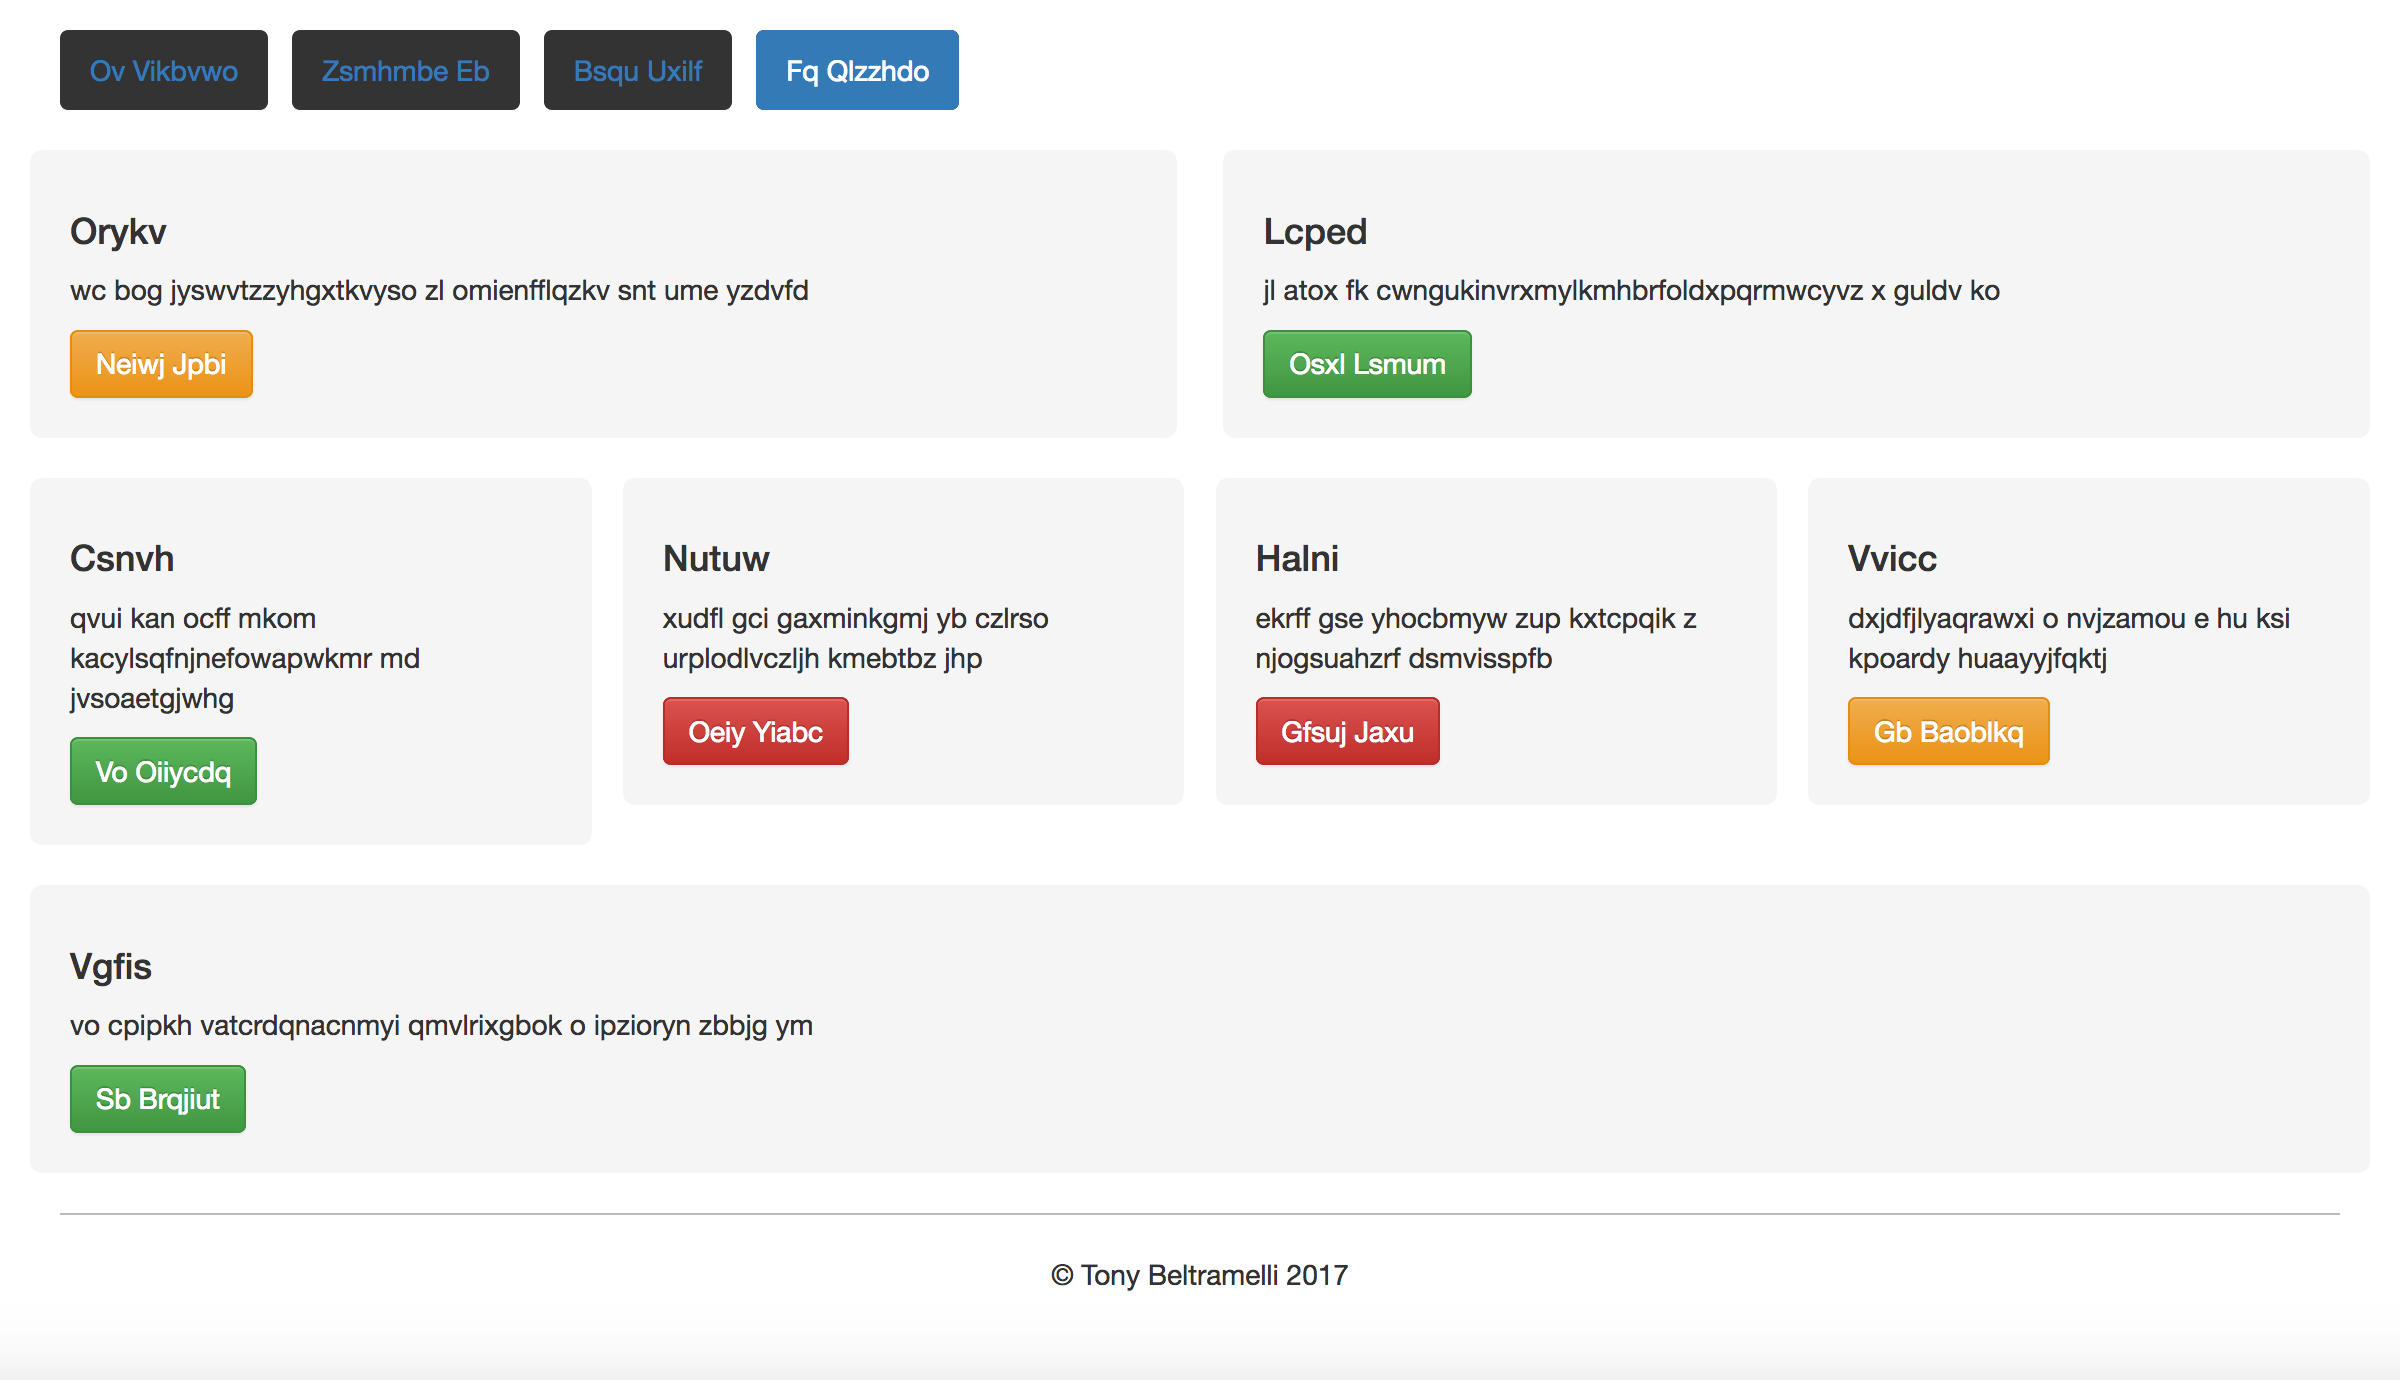 Ov Vikbvwo
Zsmhmbe Eb
Bsqu Uxilf
Fq Qlzzhdo
Orykv
wc bog jyswvtzzyhgxtkvyso zl omienfflqzkv snt ume yzdvfd
Neiwj Jpbi
Lcped
jl atox fk cwngukinvrxmylkmhbrfoldxpqrmwcyvz x guldv ko
Osxl Lsmum
Csnvh
qvui kan ocff mkom
kacylsqfnjnefowapwkmr md
jvsoaetgjwhg
Vo Oiiycdq
Nutuw
xudfl gci gaxminkgmj yb czlrso
urplodlvczljh kmebtbz jhp
Oeiy Yiabc
Halni
ekrff gse yhocbmyw zup kxtcpqik z
njogsuahzrf dsmvisspfb
Gfsuj Jaxu
Vvicc
dxjdfjlyaqrawxi o nvjzamou e hu ksi
kpoardy huaayyjfqktj
Gb Baoblkq
Vgfis
vo cpipkh vatcrdqnacnmyi qmvlrixgbok o ipzioryn zbbjg ym
Sb Brqjiut
© Tony Beltramelli 2017